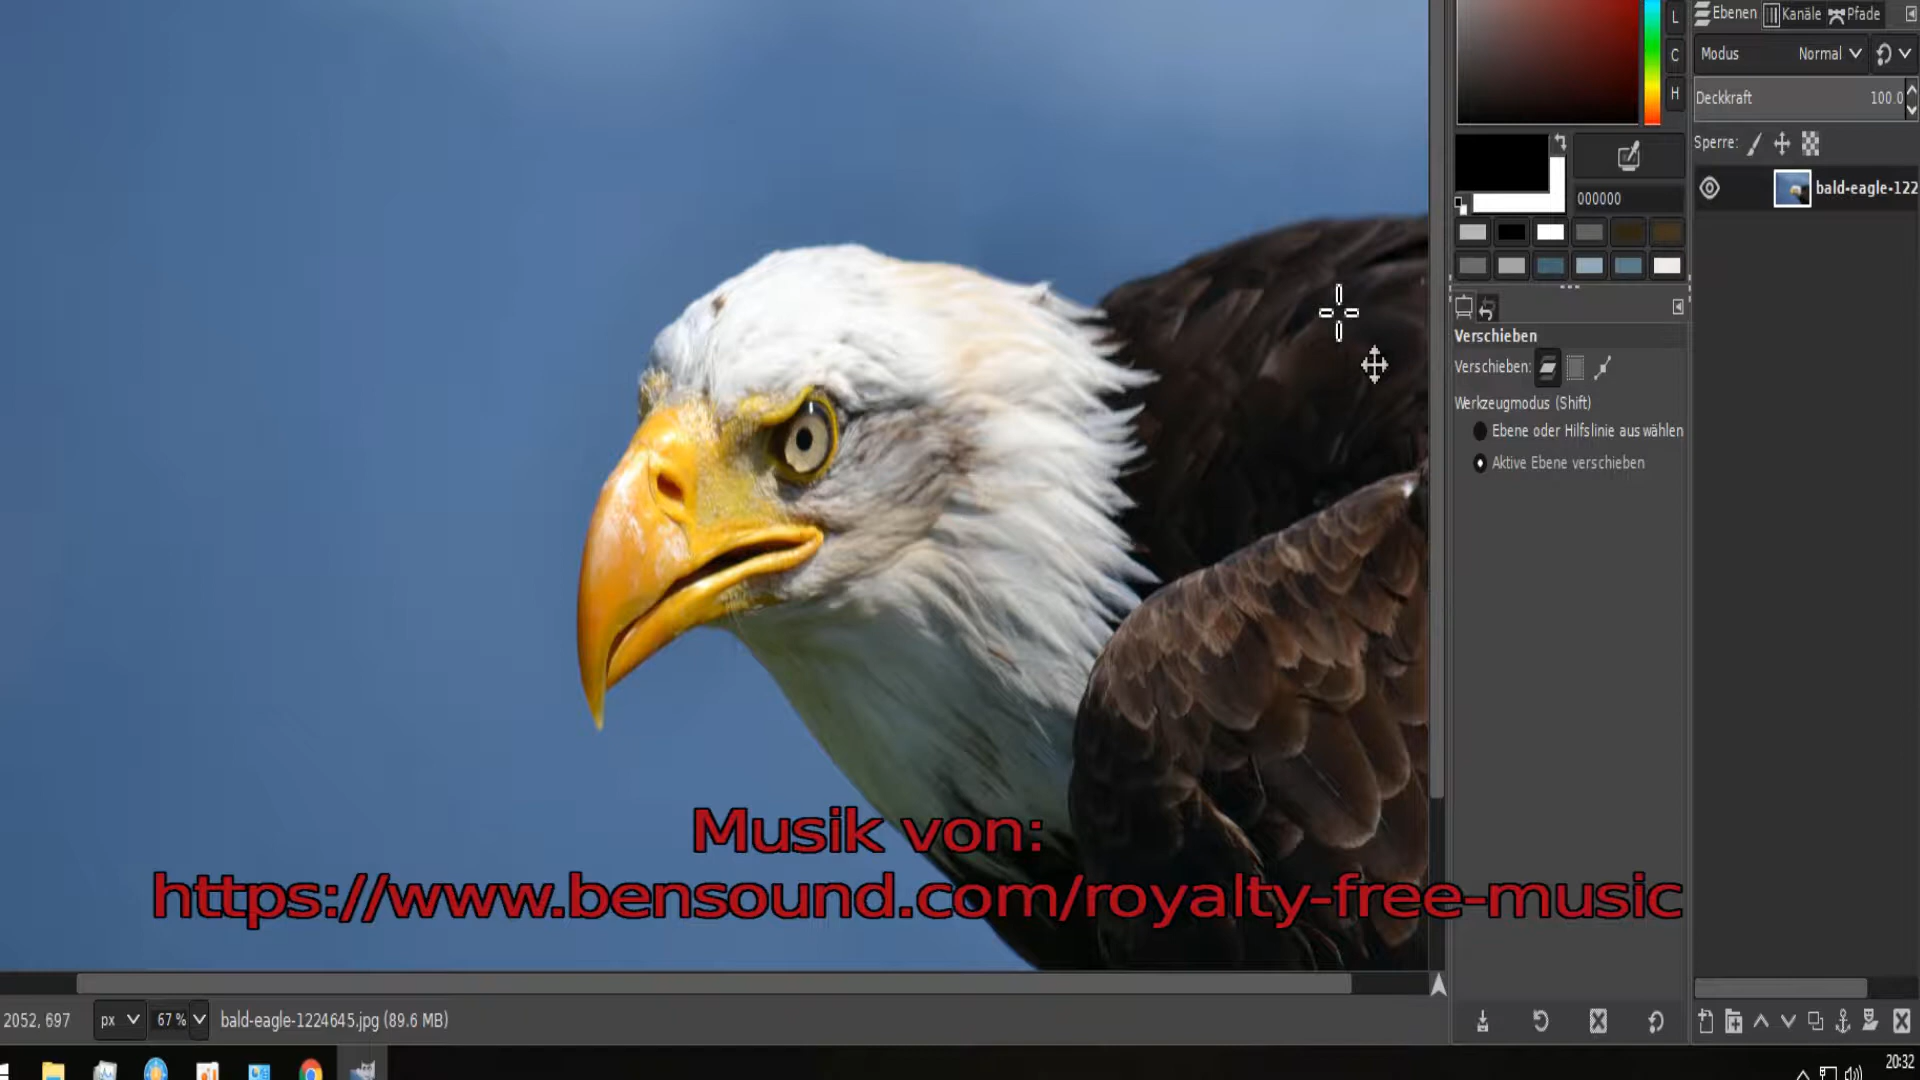 L
Ebenen Kanäle Pfade
Modus Normal
C
H
Deckkraft 100.0
Sperre:
000000
bald-eagle-122
Verschieben
Verschieben:
Werkzeugmodus (Shift)
Ebene oder Hilfslinie auswählen
Aktive Ebene verschieben
Musik von:
https://www.bensound.com/royalty-free-music
2052, 697 px 67 % bald-eagle-1224645.jpg (89.6 MB)
20:32